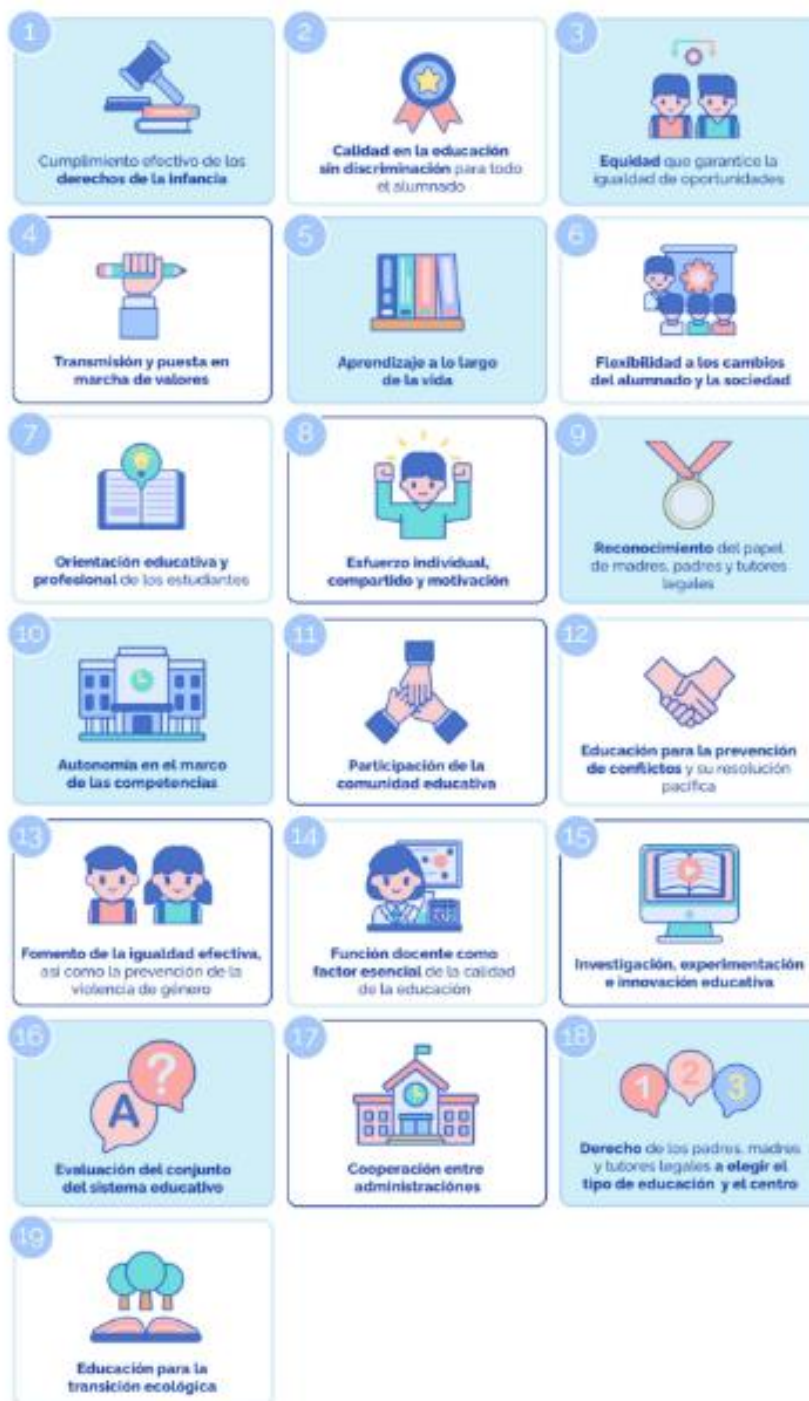 1
Cumplimiento efectivo de los
derechos de la infancia
2
Calidad en la educación
sin discriminación para todo
el alumnado
3
Equidad que garantice la
igualdad de oportunidades
4
Transmisión y puesta en
marcha de valores
5
Aprendizaje a lo largo
de la vida
6
Flexibilidad a los cambios
del alumnado y la sociedad
7
Orientación educativa y
profesional de los estudiantes
8
Esfuerzo individual,
compartido y motivación
9
Reconocimiento del papel
de madres, padres y tutores
legales
10
Autonomía en el marco
de las competencias
11
Participación de la
comunidad educativa
12
Educación para la prevención
de conflictos y su resolución
pacífica
13
Fomento de la igualdad efectiva,
así como la prevención de la
violencia de género
14
Función docente como
factor esencial de la calidad
de la educación
15
Investigación, experimentación
e innovación educativa
16
A ?
Evaluación del conjunto
del sistema educativo
17
Cooperación entre
administraciónes
18
1 2 3
Derecho de los padres, madres
y tutores legales a elegir el
tipo de educación y el centro
19
Educación para la
transición ecológica